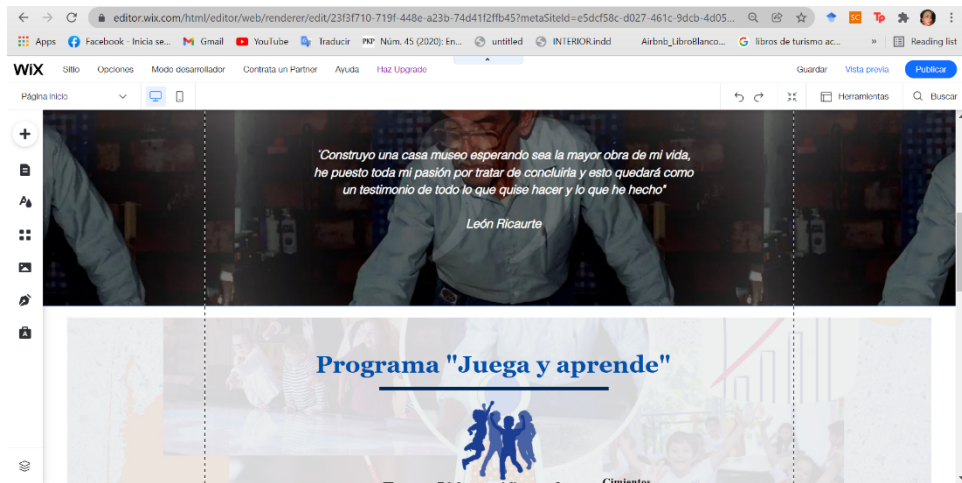 editor.wix.com/html/editor/web/renderer/edit/23f3f710-719f-448e-a23b-74d41f2ffb45?metaSiteId=e5dcf58c-d027-461c-9dcb-4d05...
SC Tp
Apps Facebook - Inicia se... Gmail YouTube Traducir PKP Núm. 45 (2020): En... untitled INTERIOR.indd Airbnb_LibroBlanco... G libros de turismo ac... » Reading list
WiX Sitio Opciones Modo desarrollador Contrata un Partner Ayuda Haz Upgrade Guardar Vista previa Publicar
Página Inicio Herramientas Buscar
"Construyo una casa museo esperando sea la mayor obra de mi vida,
he puesto toda mi pasión por tratar de concluirla y esto quedará como
un testimonio de todo lo que quise hacer y lo que he hecho"
León Ricaurte
Programa "Juega y aprende"
Cimientos